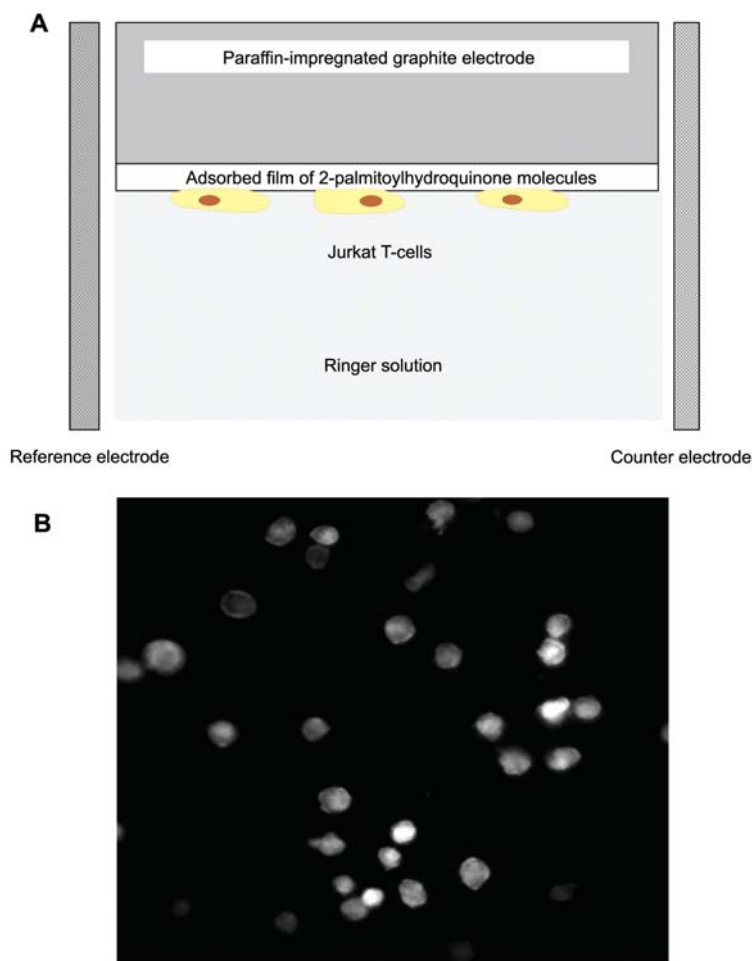 A
Paraffin-impregnated graphite electrode
Adsorbed film of 2-palmitoylhydroquinone molecules
Jurkat T-cells
Ringer solution
Reference electrode
Counter electrode
B